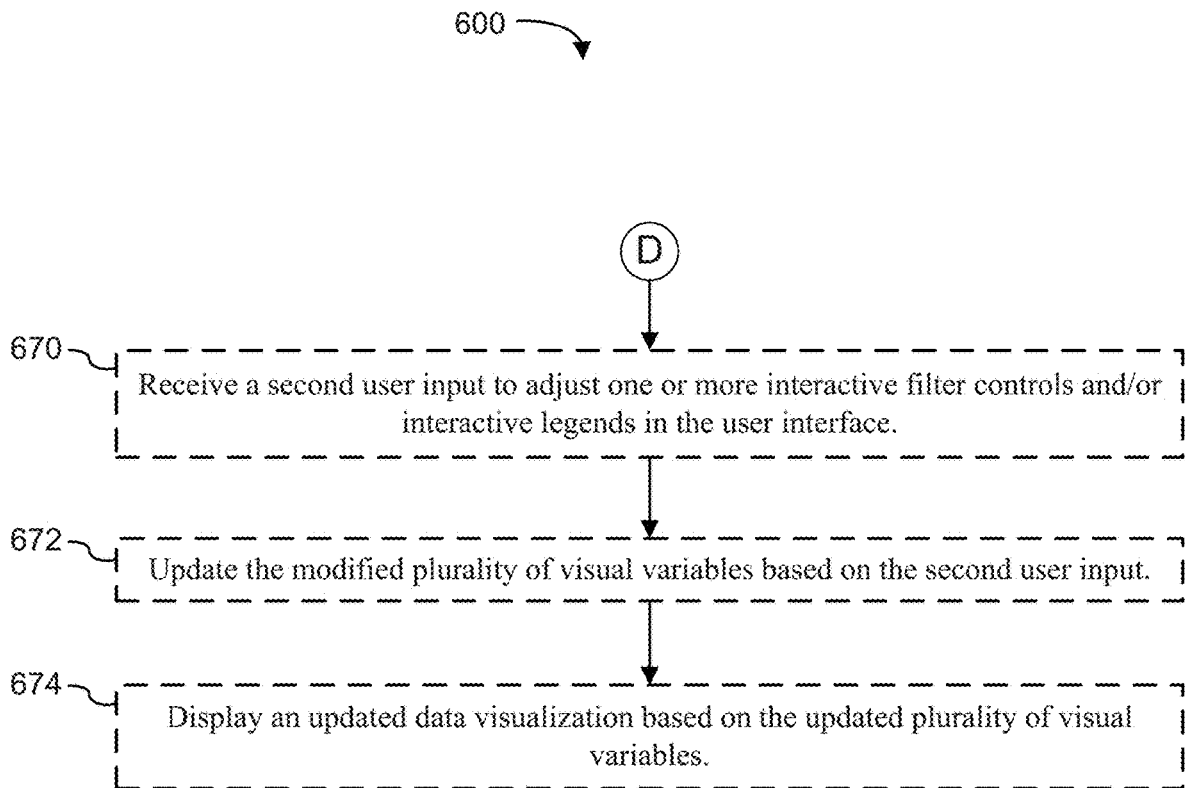 600
D
670
Receive a second user input to adjust one or more interactive filter controls and/or
interactive legends in the user interface.
672
Update the modified plurality of visual variables based on the second user input.
674
Display an updated data visualization based on the updated plurality of visual
variables.